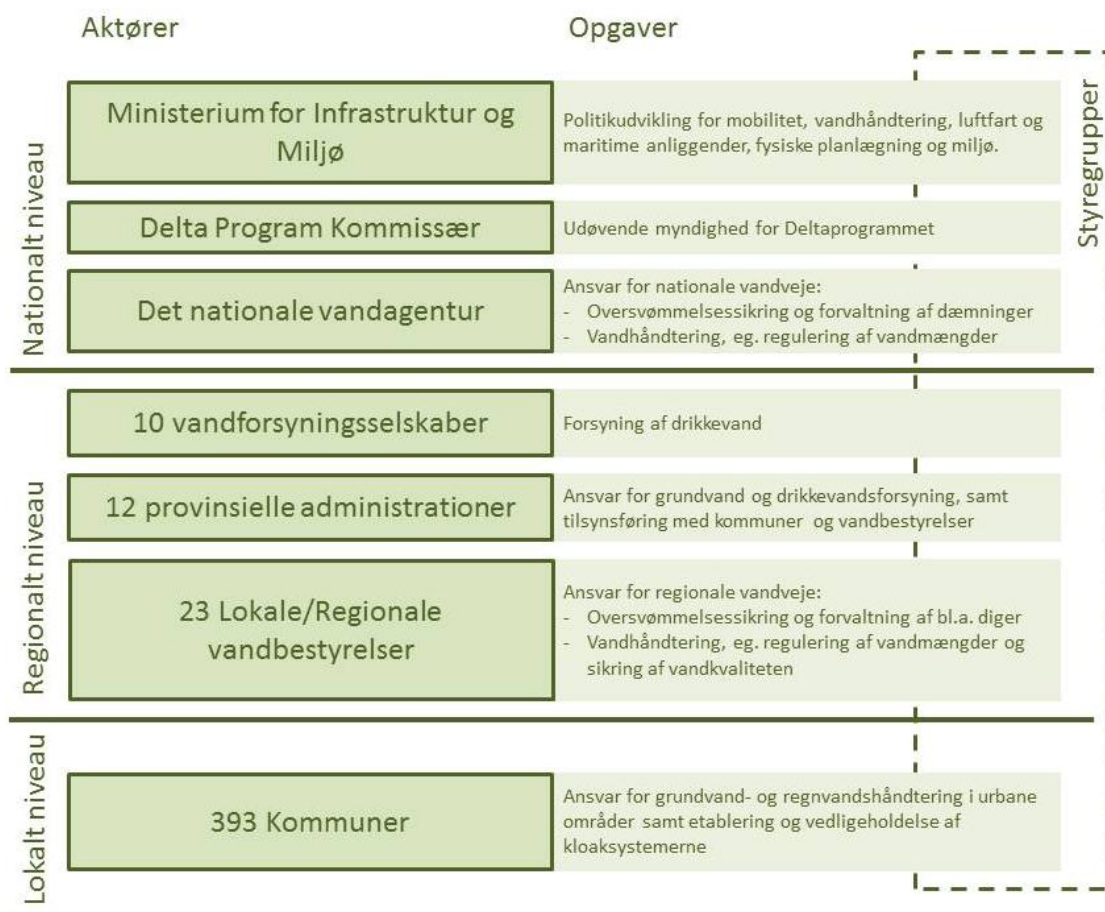 Aktører
Opgaver
Styregrupper
Nationalt niveau
Ministerium for Infrastruktur og
Miljø
Politikudvikling for mobilitet, vandhåndtering, luftfart og
maritime anliggender, fysiske planlægning og miljø.
Delta Program Kommissær
Udøvende myndighed for Deltaprogrammet
Det nationale vandagentur
Ansvar for nationale vandveje:
- Oversvømmelsessikring og forvaltning af dæmninger
- Vandhåndtering, eg. regulering af vandmængder
Regionalt niveau
10 vandforsyningsselskaber
Forsyning af drikkevand
12 provinsielle administrationer
Ansvar for grundvand og drikkevandsforsyning, samt
tilsynsføring med kommuner og vandbestyrelser
23 Lokale/Regionale
vandbestyrelser
Ansvar for regionale vandveje:
- Oversvømmelsessikring og forvaltning af bl.a. diger
- Vandhåndtering, eg. regulering af vandmængder og
sikring af vandkvaliteten
Lokalt niveau
393 Kommuner
Ansvar for grundvand- og regnvandshåndtering i urbane
områder samt etablering og vedligeholdelse af
kloaksystemerne